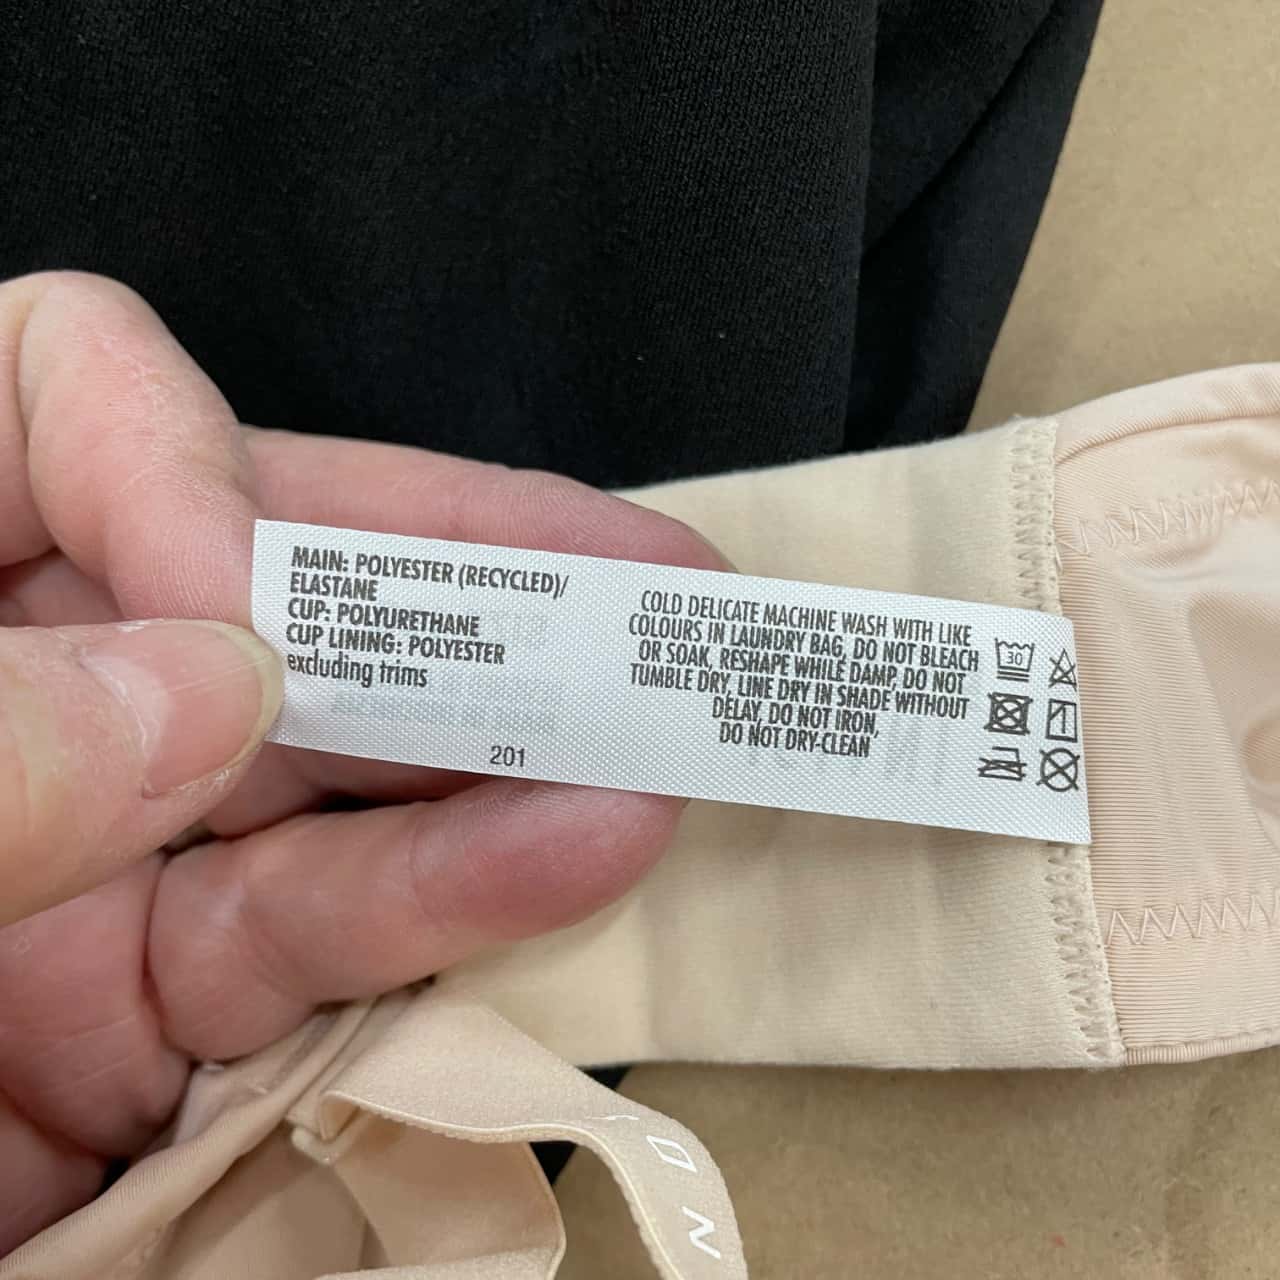 MAIN: POLYESTER (RECYCLED)/
ELASTANE
CUP: POLYURETHANE
CUP LINING: POLYESTER
excluding trims
201
COLD DELICATE MACHINE WASH WITH LIKE
COLOURS IN LAUNDRY BAG, DO NOT BLEACH
OR SOAK, RESHAPE WHILE DAMP, DO NOT
TUMBLE DRY, LINE DRY IN SHADE WITHOUT
DELAY, DO NOT IRON,
DO NOT DRY-CLEAN
30